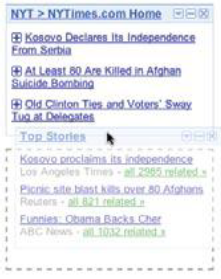 NYT > NYTimes.com Home
Kosovo Declares Its Independence
From Serbia
At Least 80 Are Killed in Afghan
Suicide Bombing
Old Clinton Ties and Voters' Sway
Tug at Delegates
Top Stories
Kosovo proclaims its independence
Los Angeles Times - all 2985 related »
Picnic site blast kills over 80 Afghans
Reuters - all 821 related »
Funnies: Obama Backs Cher
ABC News - all 1032 related »